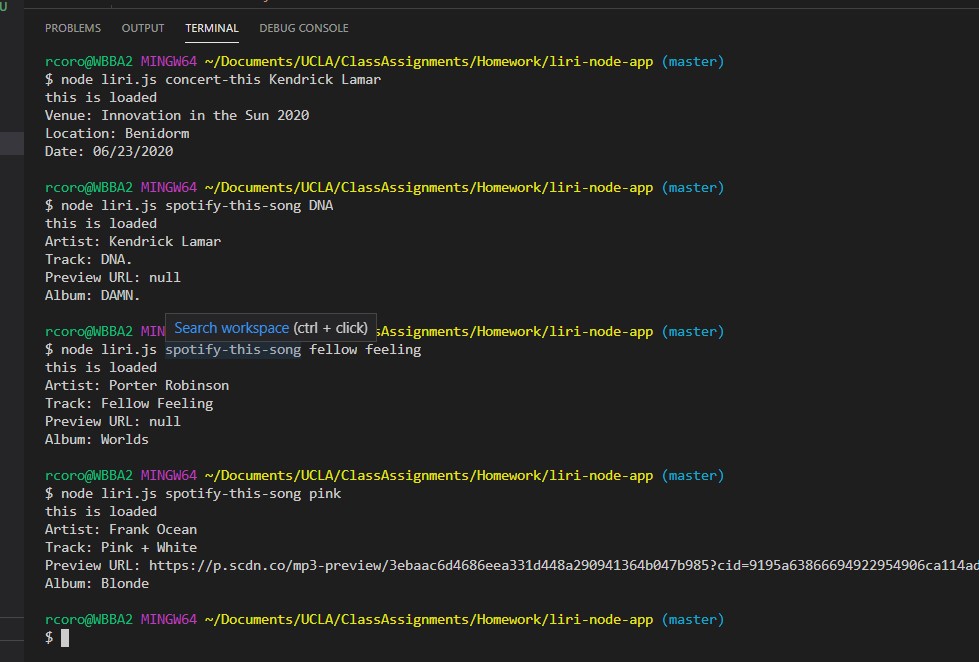 U
PROBLEMS OUTPUT TERMINAL DEBUG CONSOLE
rcoro@WBBA2 MINGW64 ~/Documents/UCLA/ClassAssignments/Homework/liri-node-app (master)
$ node liri.js concert-this Kendrick Lamar
this is loaded
Venue: Innovation in the Sun 2020
Location: Benidorm
Date: 06/23/2020
rcoro@WBBA2 MINGW64 ~/Documents/UCLA/ClassAssignments/Homework/liri-node-app (master)
$ node liri.js spotify-this-song DNA
this is loaded
Artist: Kendrick Lamar
Track: DNA.
Preview URL: null
Album: DAMN.
Search workspace (ctrl + click)
rcoro@WBBA2 MIN sAssignments/Homework/liri-node-app (master)
$ node liri.js spotify-this-song fellow feeling
this is loaded
Artist: Porter Robinson
Track: Fellow Feeling
Preview URL: null
Album: Worlds
rcoro@WBBA2 MINGW64 ~/Documents/UCLA/ClassAssignments/Homework/liri-node-app (master)
$ node liri.js spotify-this-song pink
this is loaded
Artist: Frank Ocean
Track: Pink + White
Preview URL: https://p.scdn.co/mp3-preview/3ebaac6d4686eea331d448a290941364b047b985?cid=9195a63866694922954906ca114ad
Album: Blonde
rcoro@WBBA2 MINGW64 ~/Documents/UCLA/ClassAssignments/Homework/liri-node-app (master)
$